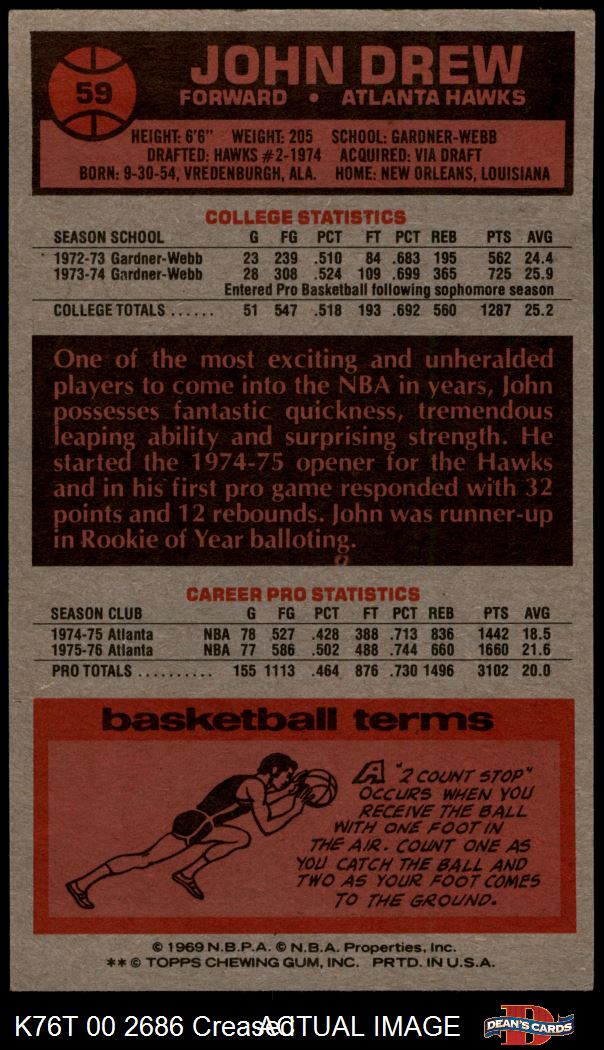 59
JOHN DREW
FORWARD • ATLANTA HAWKS
HEIGHT: 6'6" WEIGHT: 205 SCHOOL: GARDNER-WEBB
DRAFTED: HAWKS #2-1974 ACQUIRED: VIA DRAFT
BORN: 9-30-54, VREDENBURGH, ALA. HOME: NEW ORLEANS, LOUISIANA
COLLEGE STATISTICS
SEASON SCHOOL G FG PCT FT PCT REB PTS AVG
1972-73 Gardner-Webb 23 239 .510 84 .683 195 562 24.4
1973-74 Gardner-Webb 28 308 .524 109 .699 365 725 25.9
Entered Pro Basketball following sophomore season
COLLEGE TOTALS ...... 51 547 .518 193 .692 560 1287 25.2
One of the most exciting and unheralded
players to come into the NBA in years, John
possesses fantastic quickness, tremendous
leaping ability and surprising strength. He
started the 1974-75 opener for the Hawks
and in his first pro game responded with 32
points and 12 rebounds. John was runner-up
in Rookie of Year balloting.
CAREER PRO STATISTICS
SEASON CLUB G FG PCT FT PCT REB PTS AVG
1974-75 Atlanta NBA 78 527 .428 388 .713 836 1442 18.5
1975-76 Atlanta NBA 77 586 .502 488 .744 660 1660 21.6
PRO TOTALS .......... 155 1113 .464 876 .730 1496 3102 20.0
basketball terms
A "2 COUNT STOP"
OCCURS WHEN YOU
RECEIVE THE BALL
WITH ONE FOOT IN
THE AIR. COUNT ONE AS
YOU CATCH THE BALL AND
TWO AS YOUR FOOT COMES
TO THE GROUND.
© 1969 N.B.P.A. © N.B.A. Properties, Inc.
** © TOPPS CHEWING GUM, INC. PRTD. IN U.S.A.
K76T 00 2686 Creased ACTUAL IMAGE
DEAN'S CARDS